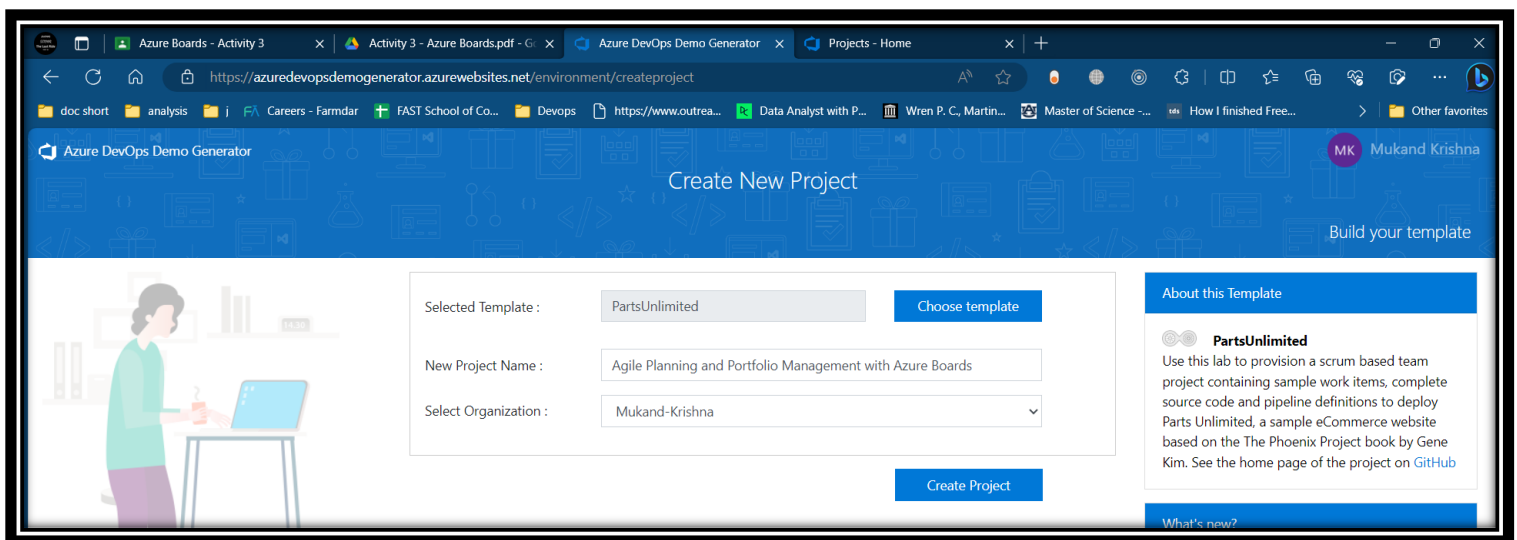 Azure Boards - Activity 3
Activity 3 - Azure Boards.pdf - Go
Azure DevOps Demo Generator
Projects - Home
https://azuredevopsdemogenerator.azurewebsites.net/environment/createproject
doc short
analysis
j
Careers - Farmdar
FAST School of Co...
Devops
https://www.outrea...
Data Analyst with P...
Wren P. C., Martin...
Master of Science -...
How I finished Free...
Other favorites
Azure DevOps Demo Generator
MK
Mukand Krishna
Create New Project
Build your template
14:30
Selected Template :
PartsUnlimited
Choose template
New Project Name :
Agile Planning and Portfolio Management with Azure Boards
Select Organization :
Mukand-Krishna
Create Project
About this Template
PartsUnlimited
Use this lab to provision a scrum based team
project containing sample work items, complete
source code and pipeline definitions to deploy
Parts Unlimited, a sample eCommerce website
based on the The Phoenix Project book by Gene
Kim. See the home page of the project on GitHub
What's new?